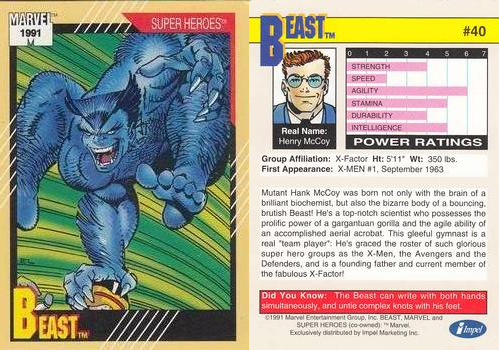 MARVEL
1991
SUPER HEROES™
BEAST™
BEAST™
#40
Real Name:
Henry McCoy
0 1 2 3 4 5 6 7
STRENGTH
SPEED
AGILITY
STAMINA
DURABILITY
INTELLIGENCE
POWER RATINGS
Group Affiliation: X-Factor Ht: 5'11" Wt: 350 lbs.
First Appearance: X-MEN #1, September 1963
Mutant Hank McCoy was born not only with the brain of
a brilliant biochemist, but also the bizarre body of a bouncing,
brutish Beast! He's a top-notch scientist who possesses the
prolific power of a gargantuan gorilla and the agile ability of
an accomplished aerial acrobat. This gleeful gymnast is a
real "team player": He's graced the roster of such glorious
super hero groups as the X-Men, the Avengers and the
Defenders, and is a founding father and current member of
the fabulous X-Factor!
Did You Know: The Beast can write with both hands
simultaneously, and untie complex knots with his feet.
©1991 Marvel Entertainment Group, Inc. BEAST, MARVEL and
SUPER HEROES (co-owned): ™ Marvel.
Exclusively distributed by Impel Marketing Inc.
impel